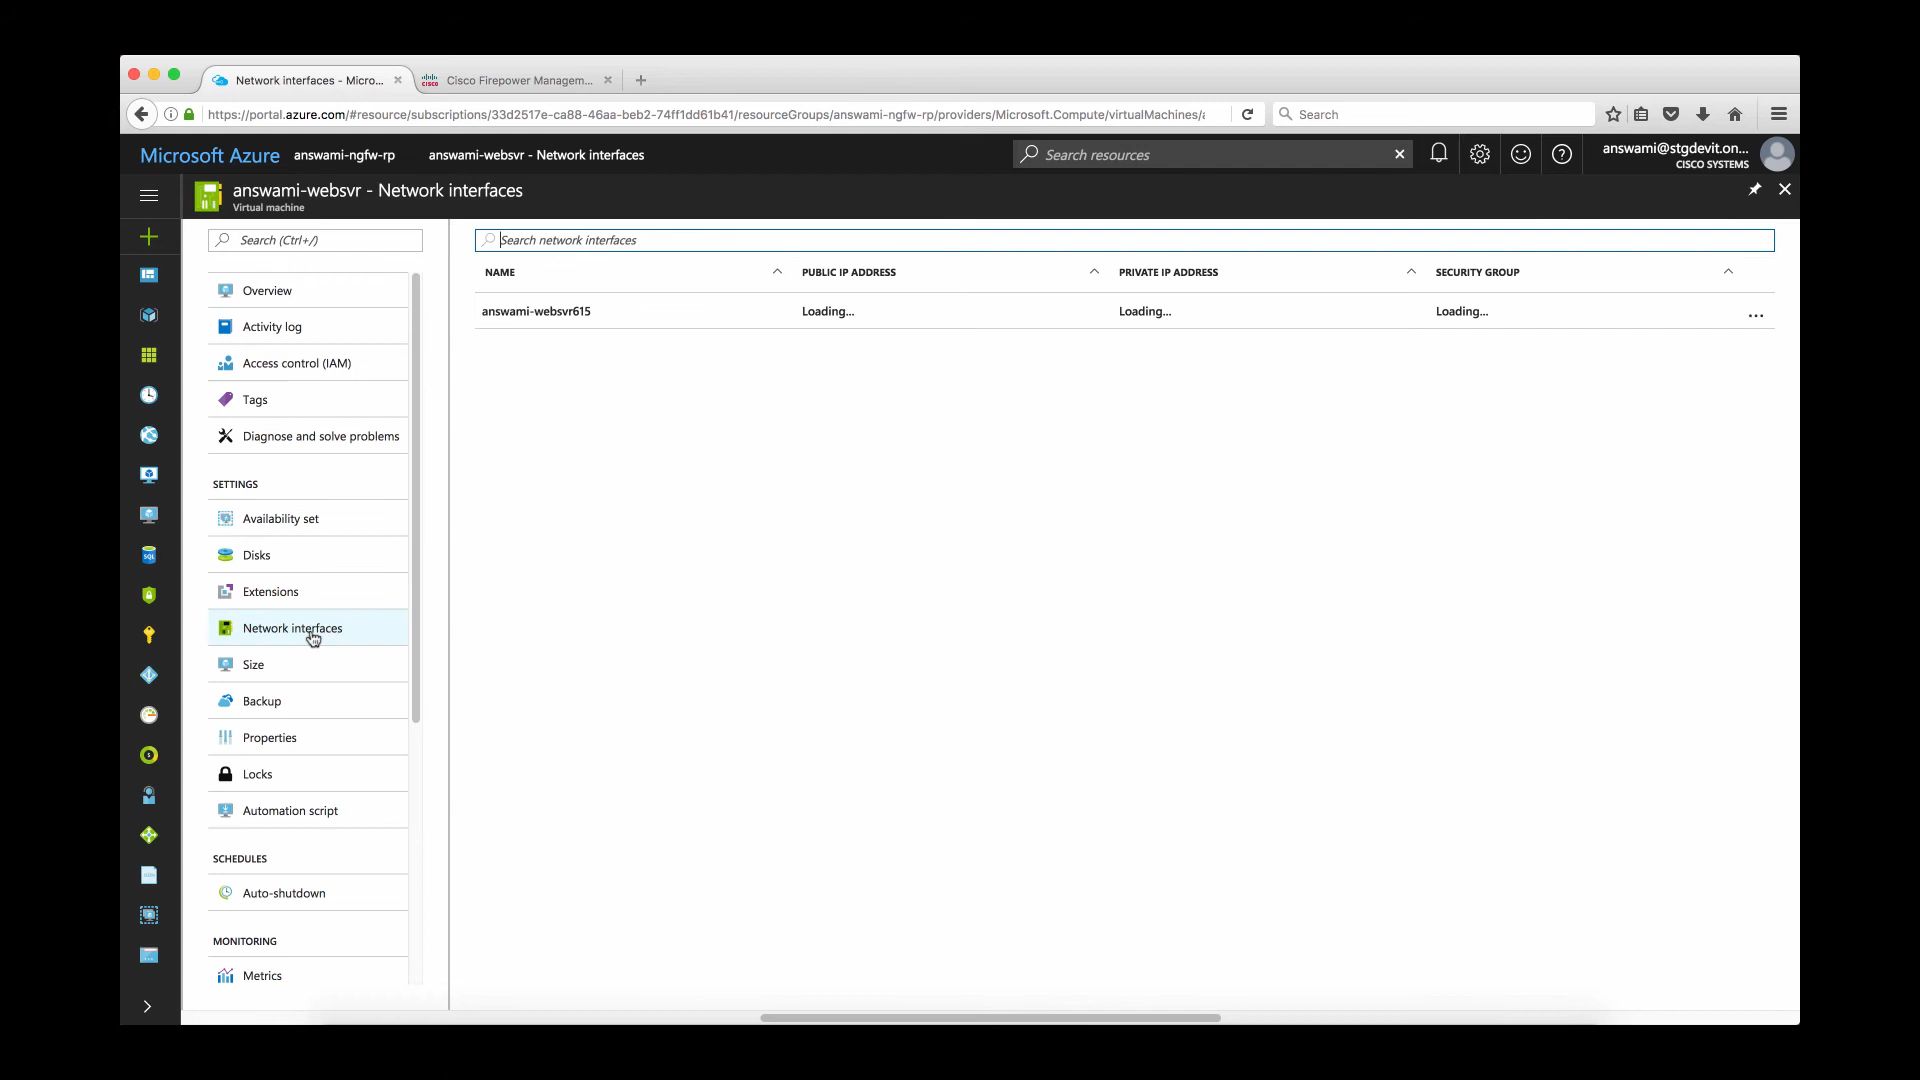 Network interfaces - Micro...
Cisco Firepower Managem...
https://portal.azure.com/#resource/subscriptions/33d2517e-ca88-46aa-beb2-74ff1dd61b41/resourceGroups/answami-ngfw-rp/providers/Microsoft.Compute/virtualMachines/a
Search
Microsoft Azure answami-ngfw-rp answami-websvr - Network interfaces
Search resources
answami@stgdevit.on...
CISCO SYSTEMS
answami-websvr - Network interfaces
Virtual machine
Search (Ctrl+/)
Search network interfaces
NAME PUBLIC IP ADDRESS PRIVATE IP ADDRESS SECURITY GROUP
answami-websvr615 Loading... Loading... Loading... ...
Overview
Activity log
Access control (IAM)
Tags
Diagnose and solve problems
SETTINGS
Availability set
Disks
Extensions
Network interfaces
Size
Backup
Properties
Locks
Automation script
SCHEDULES
Auto-shutdown
MONITORING
Metrics